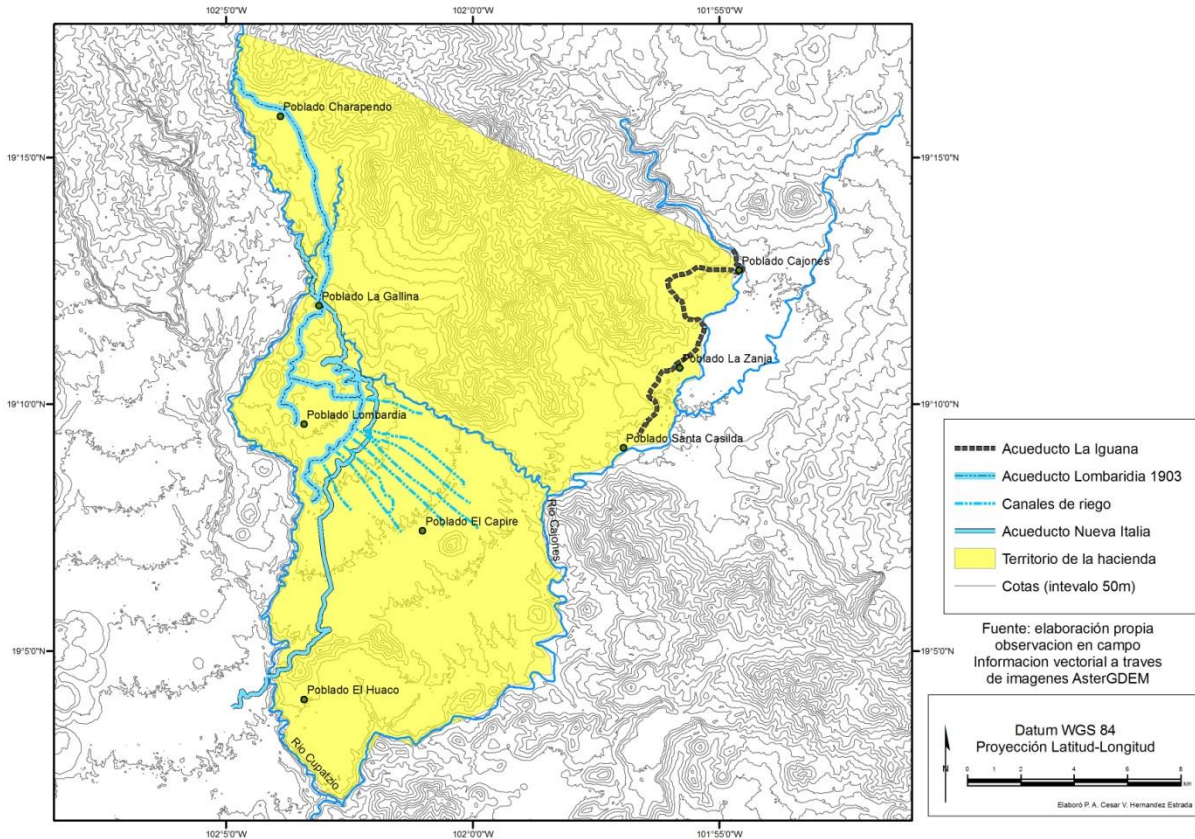 102°5'0"W
102°0'0"W
101°55'0"W
19°15'0"N
19°15'0"N
Poblado Charapendo
Poblado Cajones
Poblado La Gallina
Poblado La Zanja
19°10'0"N
19°10'0"N
Poblado Lombardia
Poblado Santa Casilda
Río Cajones
Poblado El Capire
19°5'0"N
19°5'0"N
Poblado El Huaco
Río Cupatzio
102°5'0"W
102°0'0"W
101°55'0"W
Acueducto La Iguana
Acueducto Lombaridia 1903
Canales de riego
Acueducto Nueva Italia
Territorio de la hacienda
Cotas (intevalo 50m)
Fuente: elaboración propia
observacion en campo
Informacion vectorial a traves
de imagenes AsterGDEM
Datum WGS 84
Proyección Latitud-Longitud
N
0 1 2 4 6 8
km
Elaboró P. A. Cesar V. Hernandez Estrada